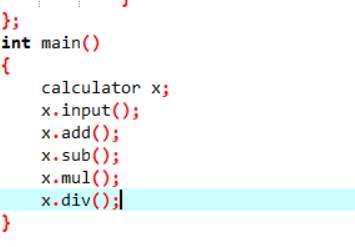 }
};
int main()
{
    calculator x;
    x.input();
    x.add();
    x.sub();
    x.mul();
    x.div();
}